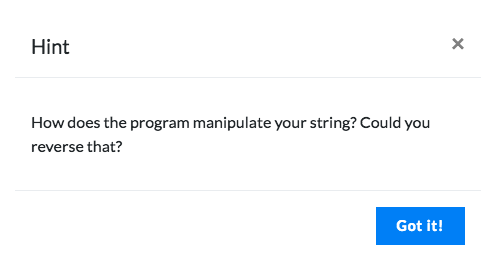 Hint
×
How does the program manipulate your string? Could you
reverse that?
Got it!